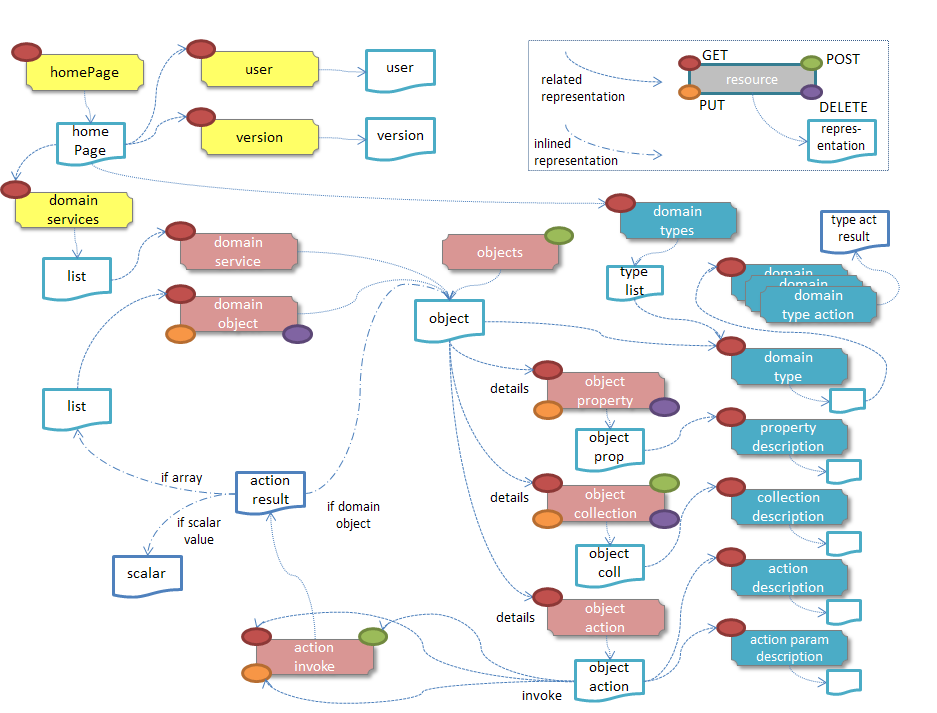 homePage
user
user
related
representation
GET
POST
resource
PUT
DELETE
repres-
entation
inlined
representation
home
Page
version
version
domain
services
domain
types
type act
result
list
domain
service
objects
type
list
domain
domain
domain
type action
domain
object
object
domain
type
list
details
object
property
property
description
object
prop
if array
action
result
details
object
collection
collection
description
if domain
object
if scalar
value
object
coll
scalar
action
description
details
object
action
action param
description
action
invoke
object
action
invoke